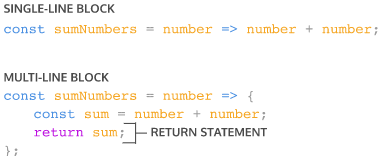 SINGLE-LINE BLOCK
const sumNumbers = number => number + number;
MULTI-LINE BLOCK
const sumNumbers = number => {
    const sum = number + number;
    return sum; RETURN STATEMENT
};